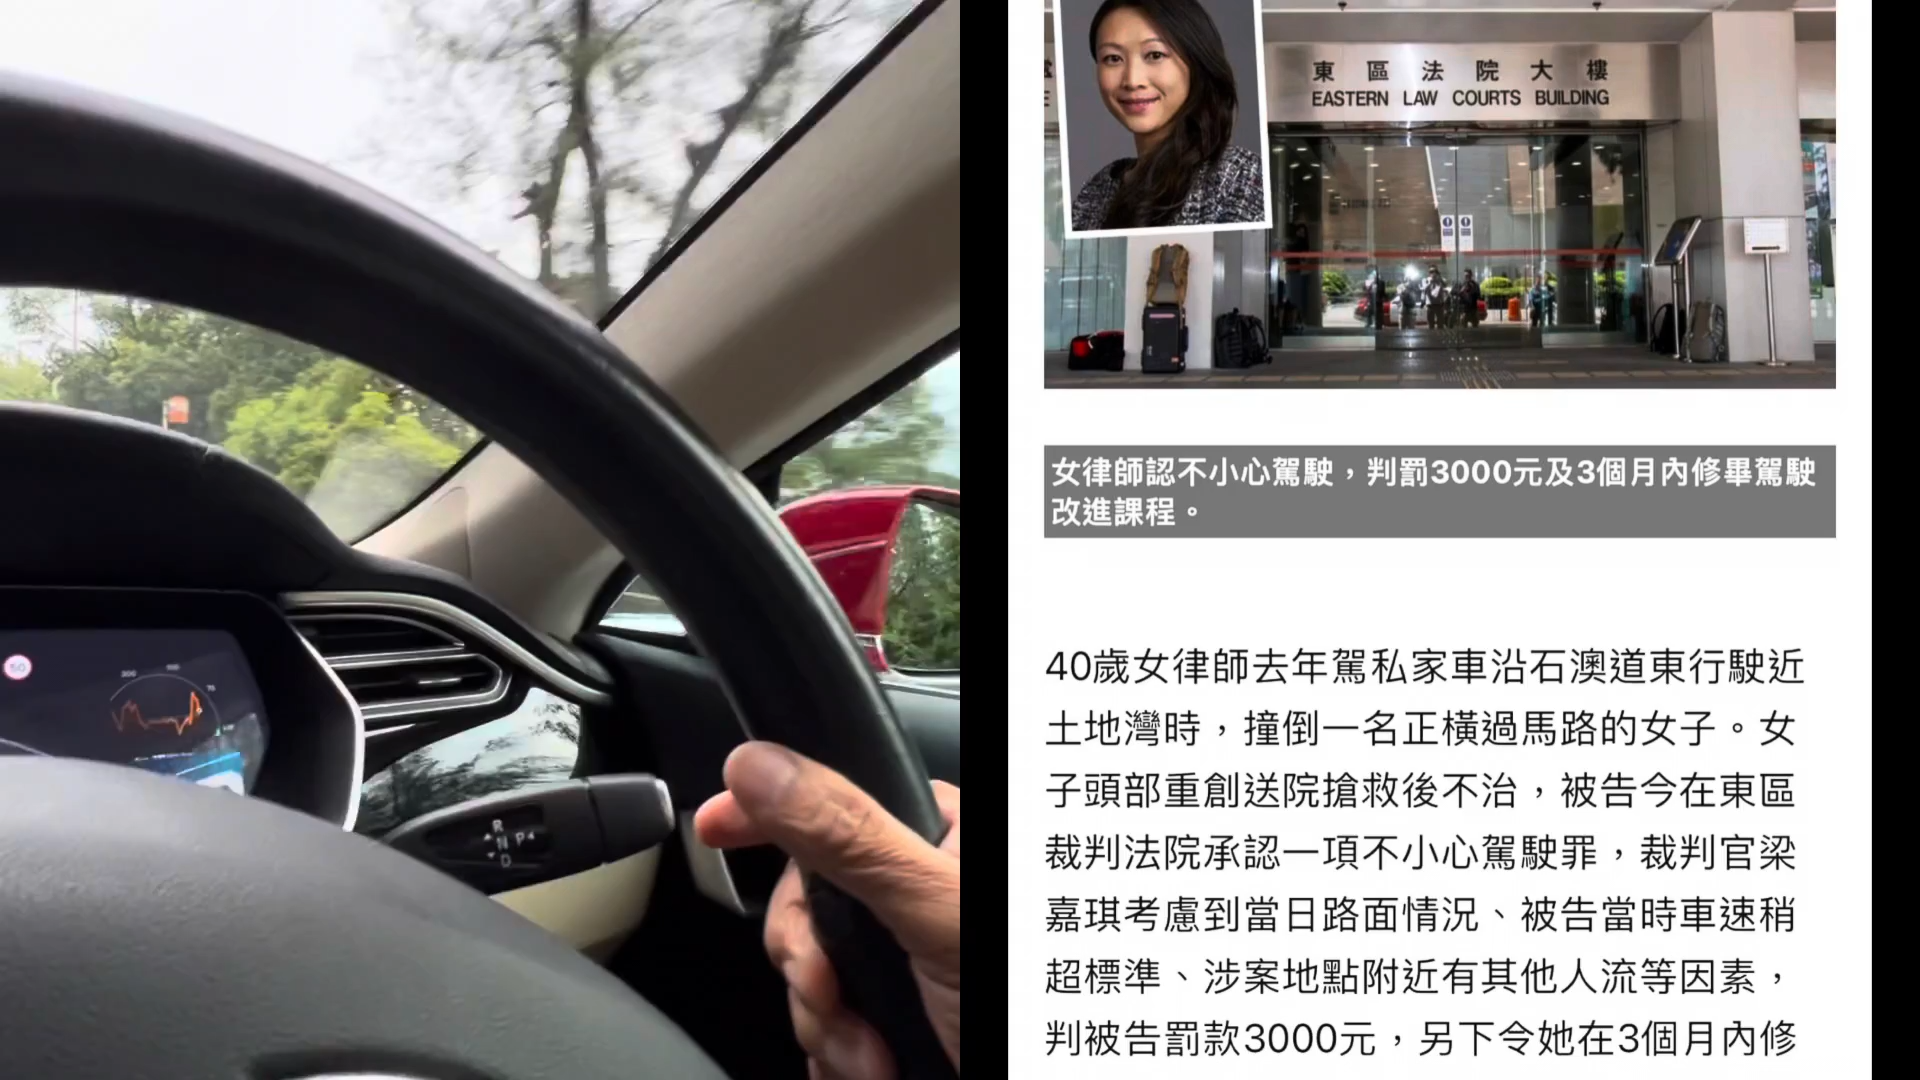 50
R
N P
D
東區法院大樓
EASTERN LAW COURTS BUILDING
女律師認不小心駕駛，判罰3000元及3個月內修畢駕駛
改進課程。
40歲女律師去年駕私家車沿石澳道東行駛近
土地灣時，撞倒一名正橫過馬路的女子。女
子頭部重創送院搶救後不治，被告今在東區
裁判法院承認一項不小心駕駛罪，裁判官梁
嘉琪考慮到當日路面情況、被告當時車速稍
超標準、涉案地點附近有其他人流等因素，
判被告罰款3000元，另下令她在3個月內修